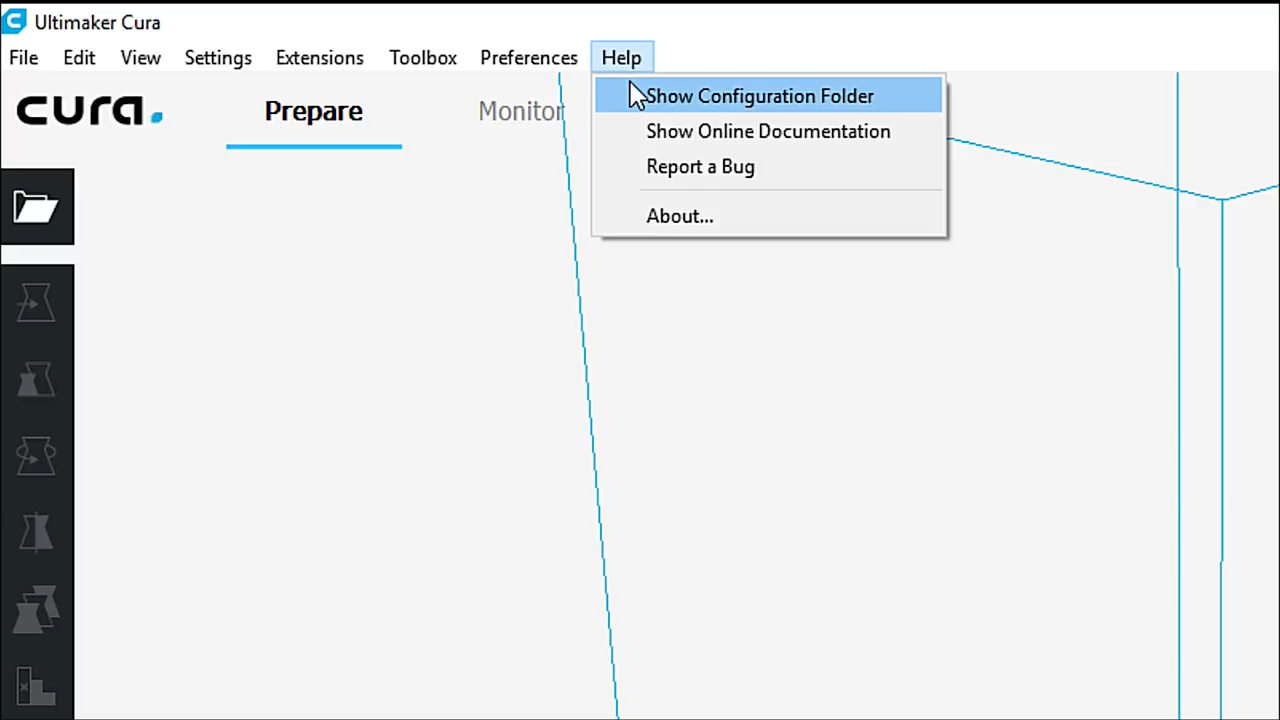 Ultimaker Cura
File Edit View Settings Extensions Toolbox Preferences Help
cura. Prepare Monitor
Show Configuration Folder
Show Online Documentation
Report a Bug
About...